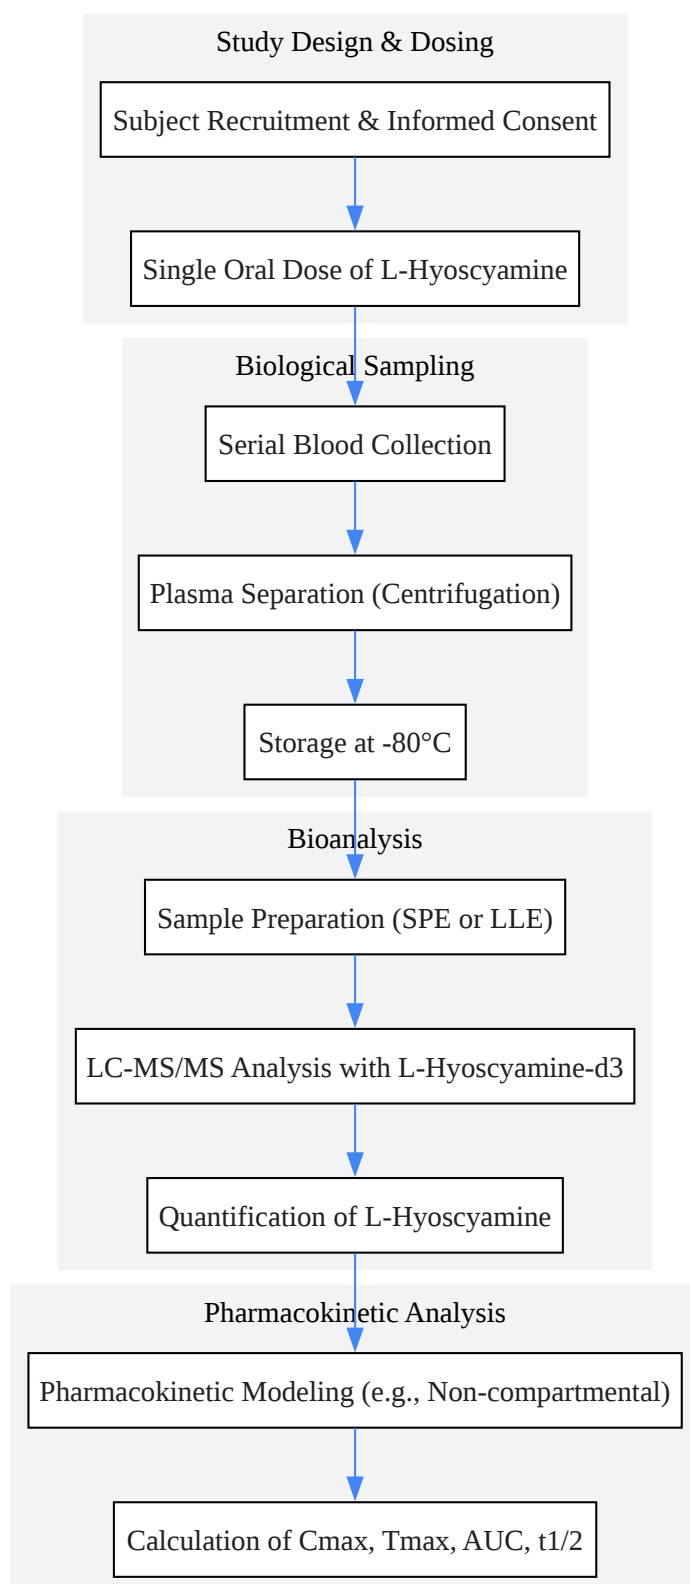 Study Design & Dosing
Subject Recruitment & Informed Consent
Single Oral Dose of L-Hyoscyamine
Biological Sampling
Serial Blood Collection
Plasma Separation (Centrifugation)
Storage at -80°C
Bioanalysis
Sample Preparation (SPE or LLE)
LC-MS/MS Analysis with L-Hyoscyamine-d3
Quantification of L-Hyoscyamine
Pharmacokinetic Analysis
Pharmacokinetic Modeling (e.g., Non-compartmental)
Calculation of Cmax, Tmax, AUC, t1/2